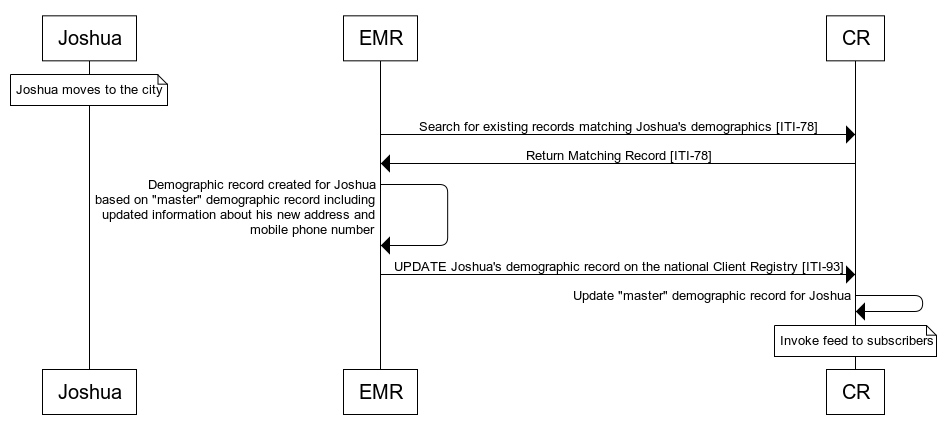 Joshua
EMR
CR
Joshua moves to the city
Search for existing records matching Joshua's demographics [ITI-78]
Return Matching Record [ITI-78]
Demographic record created for Joshua
based on "master" demographic record including
updated information about his new address and
mobile phone number
UPDATE Joshua's demographic record on the national Client Registry [ITI-93]
Update "master" demographic record for Joshua
Invoke feed to subscribers
Joshua
EMR
CR